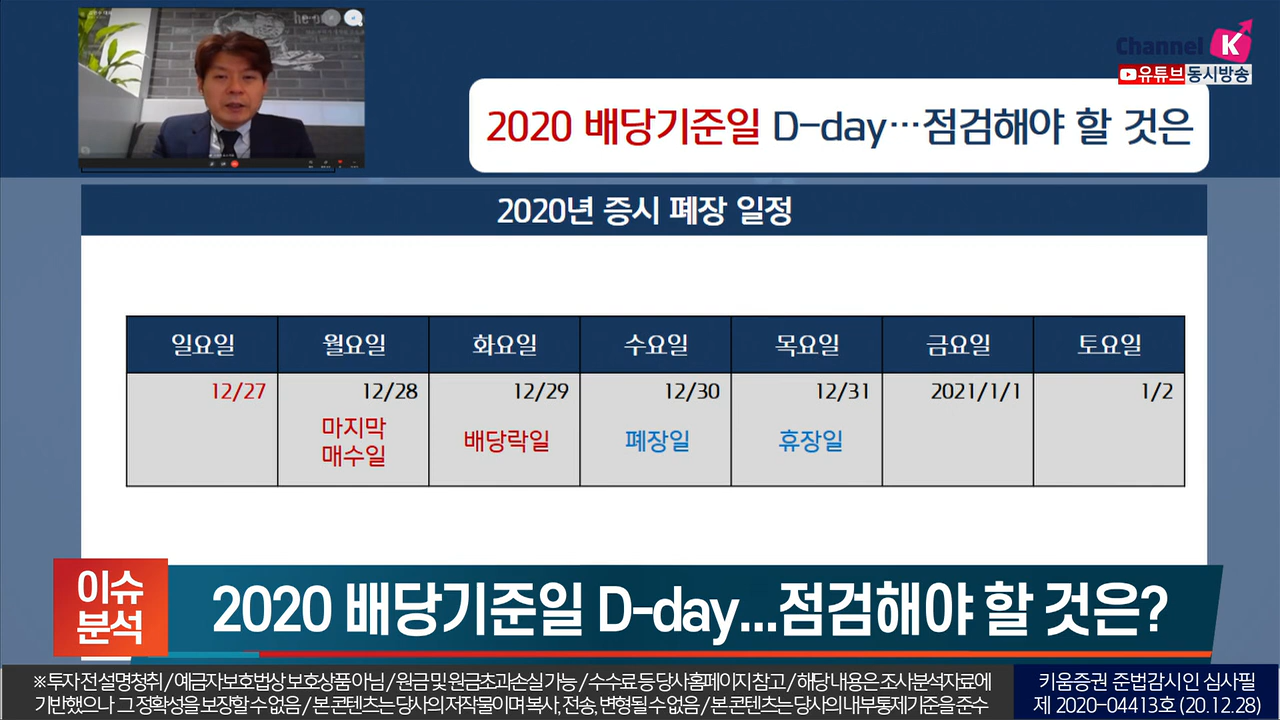 Channel K
유튜브 동시방송
2020 배당기준일 D-day…점검해야 할 것은
2020년 증시 폐장 일정
일요일 월요일 화요일 수요일 목요일 금요일 토요일
12/27 12/28 12/29 12/30 12/31 2021/1/1 1/2
마지막
매수일 배당락일 폐장일 휴장일
이슈
분석
2020 배당기준일 D-day...점검해야 할 것은?
※ 투자 전 설명청취 / 예금자보호법상 보호상품 아님 / 원금 및 원금초과손실 가능 / 수수료 등 당사홈페이지 참고 / 해당 내용은 조사분석자료에
기반했으나 그 정확성을 보장할 수 없음 / 본 콘텐츠는 당사의 저작물이며 복사, 전송, 변형될 수 없음 / 본 콘텐츠는 당사의 내부통제기준을 준수
키움증권 준법감시인 심사필
제 2020-04413호 (20.12.28)